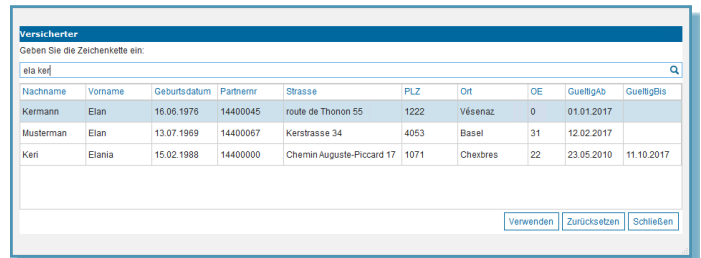 Versicherter
Geben Sie die Zeichenkette ein:
ela ker
Nachname Vorname Geburtsdatum Partnernr Strasse PLZ Ort OE GueltigAb GueltigBis
Kermann Elan 16.06.1976 14400045 route de Thonon 55 1222 Vésenaz 0 01.01.2017
Musterman Elan 13.07.1969 14400067 Kerstrasse 34 4053 Basel 31 12.02.2017
Keri Elania 15.02.1988 14400000 Chemin Auguste-Piccard 17 1071 Chexbres 22 23.05.2010 11.10.2017
Verwenden Zurücksetzen Schließen